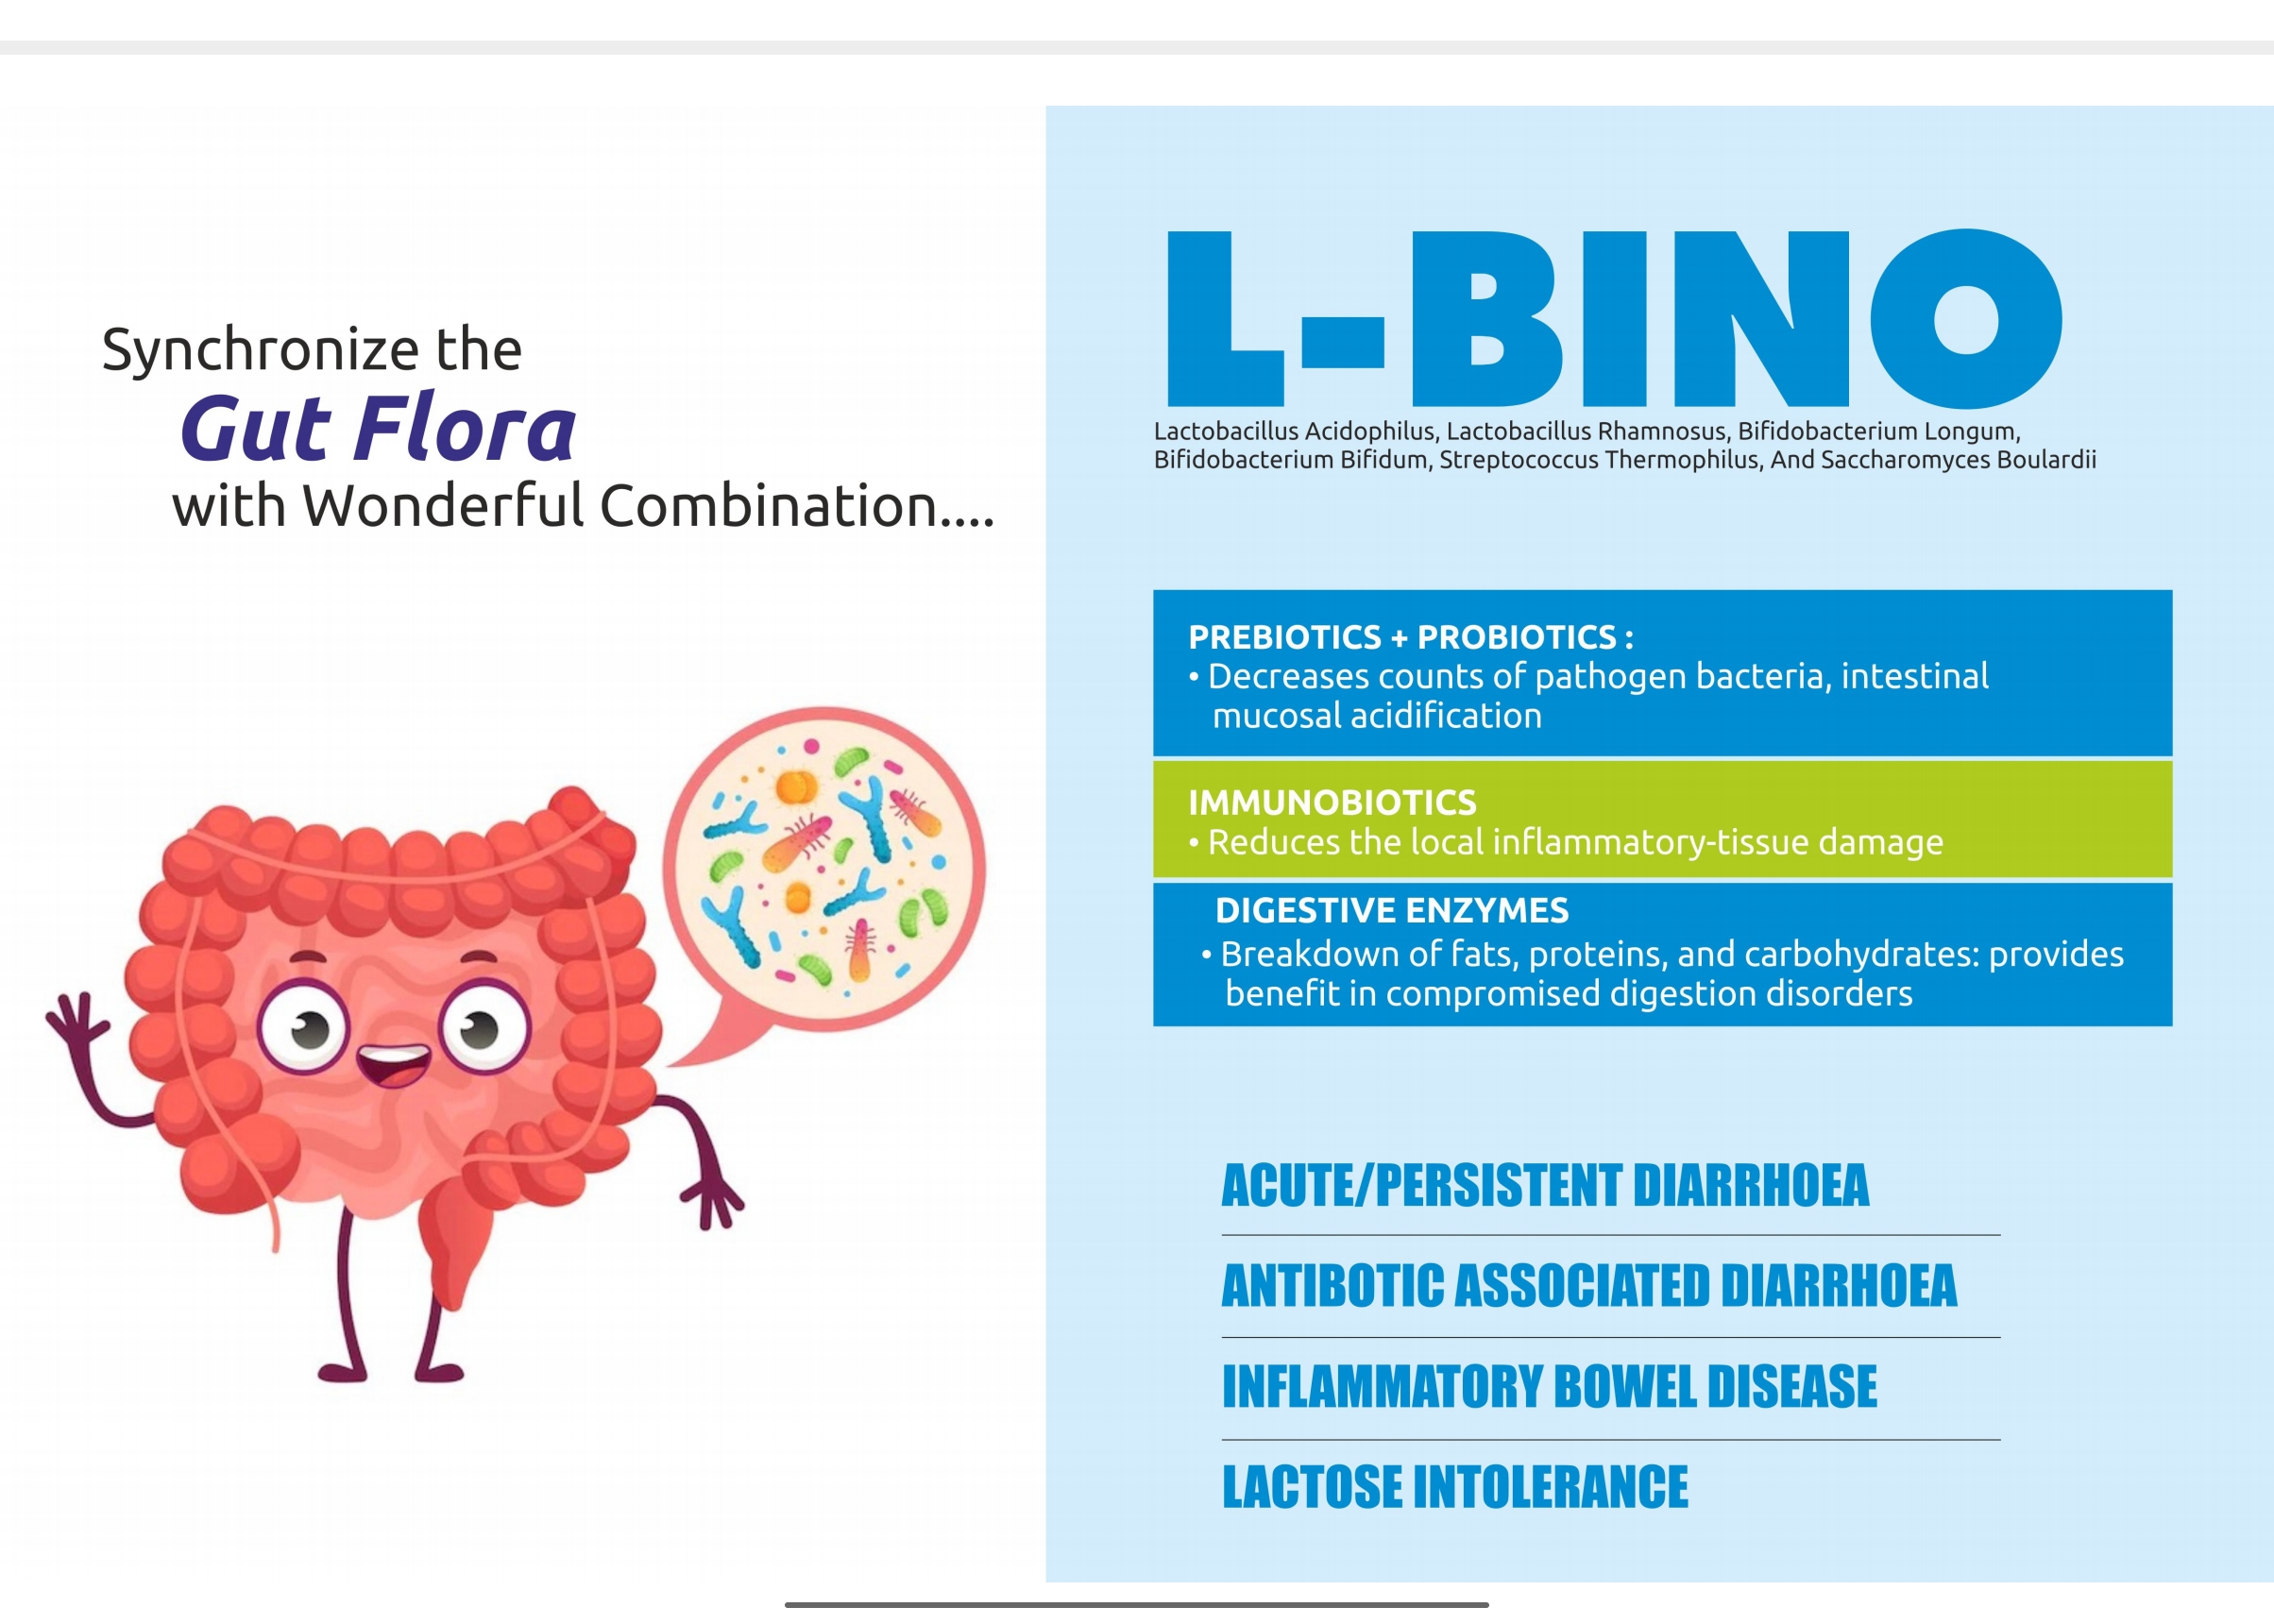 Synchronize the
Gut Flora
with Wonderful Combination....
L-BINO
Lactobacillus Acidophilus, Lactobacillus Rhamnosus, Bifidobacterium Longum,
Bifidobacterium Bifidum, Streptococcus Thermophilus, And Saccharomyces Boulardii
PREBIOTICS + PROBIOTICS :
• Decreases counts of pathogen bacteria, intestinal
mucosal acidification
IMMUNOBIOTICS
• Reduces the local inflammatory-tissue damage
DIGESTIVE ENZYMES
• Breakdown of fats, proteins, and carbohydrates: provides
benefit in compromised digestion disorders
ACUTE/PERSISTENT DIARRHOEA
ANTIBOTIC ASSOCIATED DIARRHOEA
INFLAMMATORY BOWEL DISEASE
LACTOSE INTOLERANCE